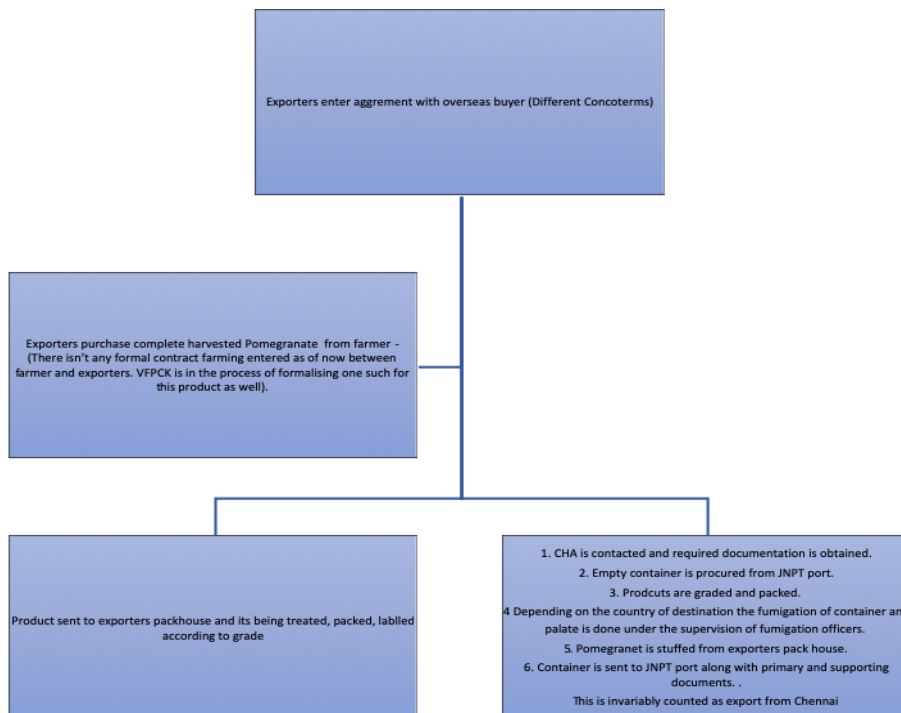 Exporters enter aggrement with overseas buyer (Different Concoterms)
Exporters purchase complete harvested Pomegranate from farmer -
(There isn't any formal contract farming entered as of now between
farmer and exporters. VFPCK is in the process of formalising one such for
this product as well).
Product sent to exporters packhouse and its being treated, packed, lablled
according to grade
1. CHA is contacted and required documentation is obtained.
2. Empty container is procured from JNPT port.
3. Prodcuts are graded and packed.
4 Depending on the country of destination the fumigation of container an
palate is done under the supervision of fumigation officers.
5. Pomegranet is stuffed from exporters pack house.
6. Container is sent to JNPT port along with primary and supporting
documents. .
This is invariably counted as export from Chennai